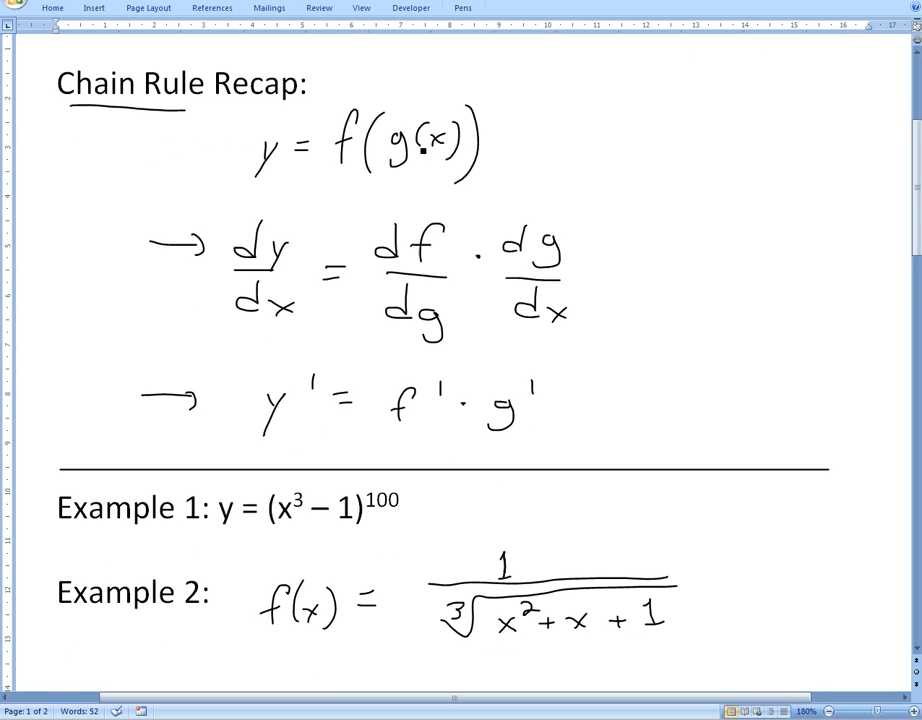 Home Insert Page Layout References Mailings Review View Developer Pens
Chain Rule Recap:
y = f(g(x))
→ dy/dx = df/dg · dg/dx
→ y' = f' · g'
Example 1: y = (x³ – 1)¹⁰⁰
Example 2: f(x) = 1/∛(x² + x + 1)
Page: 1 of 2 Words: 52 180%